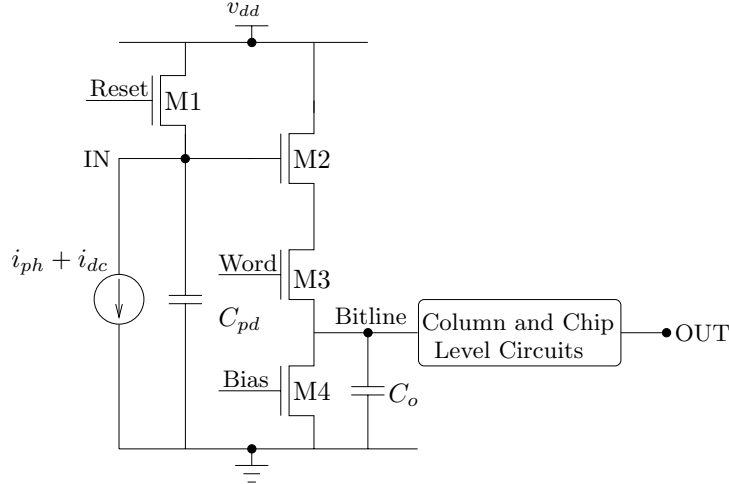 v_dd
Reset
M1
IN
M2
i_ph + i_dc
Word
M3
C_pd
Bitline
Column and Chip
Level Circuits
OUT
Bias
M4
C_o